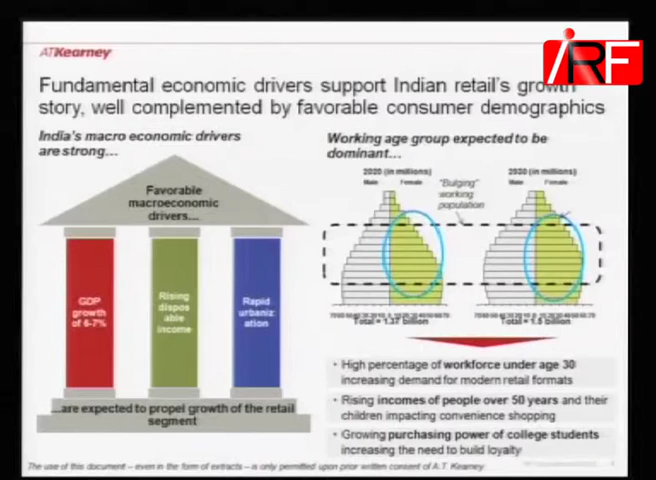 ATKearney
iRF
Fundamental economic drivers support Indian retail's growth
story, well complemented by favorable consumer demographics
India's macro economic drivers
are strong...
Favorable
macroeconomic
drivers...
GDP
growth
of 6-7%
Rising
dispos
able
income
Rapid
urbaniz
ation
...are expected to propel growth of the retail
segment
Working age group expected to be
dominant...
2020 (in millions)
Male Female
"Bulging"
working
population
2030 (in millions)
Male Female
Total = 1.37 billion
Total = 1.5 billion
• High percentage of workforce under age 30
increasing demand for modern retail formats
• Rising incomes of people over 50 years and their
children impacting convenience shopping
• Growing purchasing power of college students
increasing the need to build loyalty
The use of this document – even in the form of extracts – is only permitted upon prior written consent of A.T. Kearney.